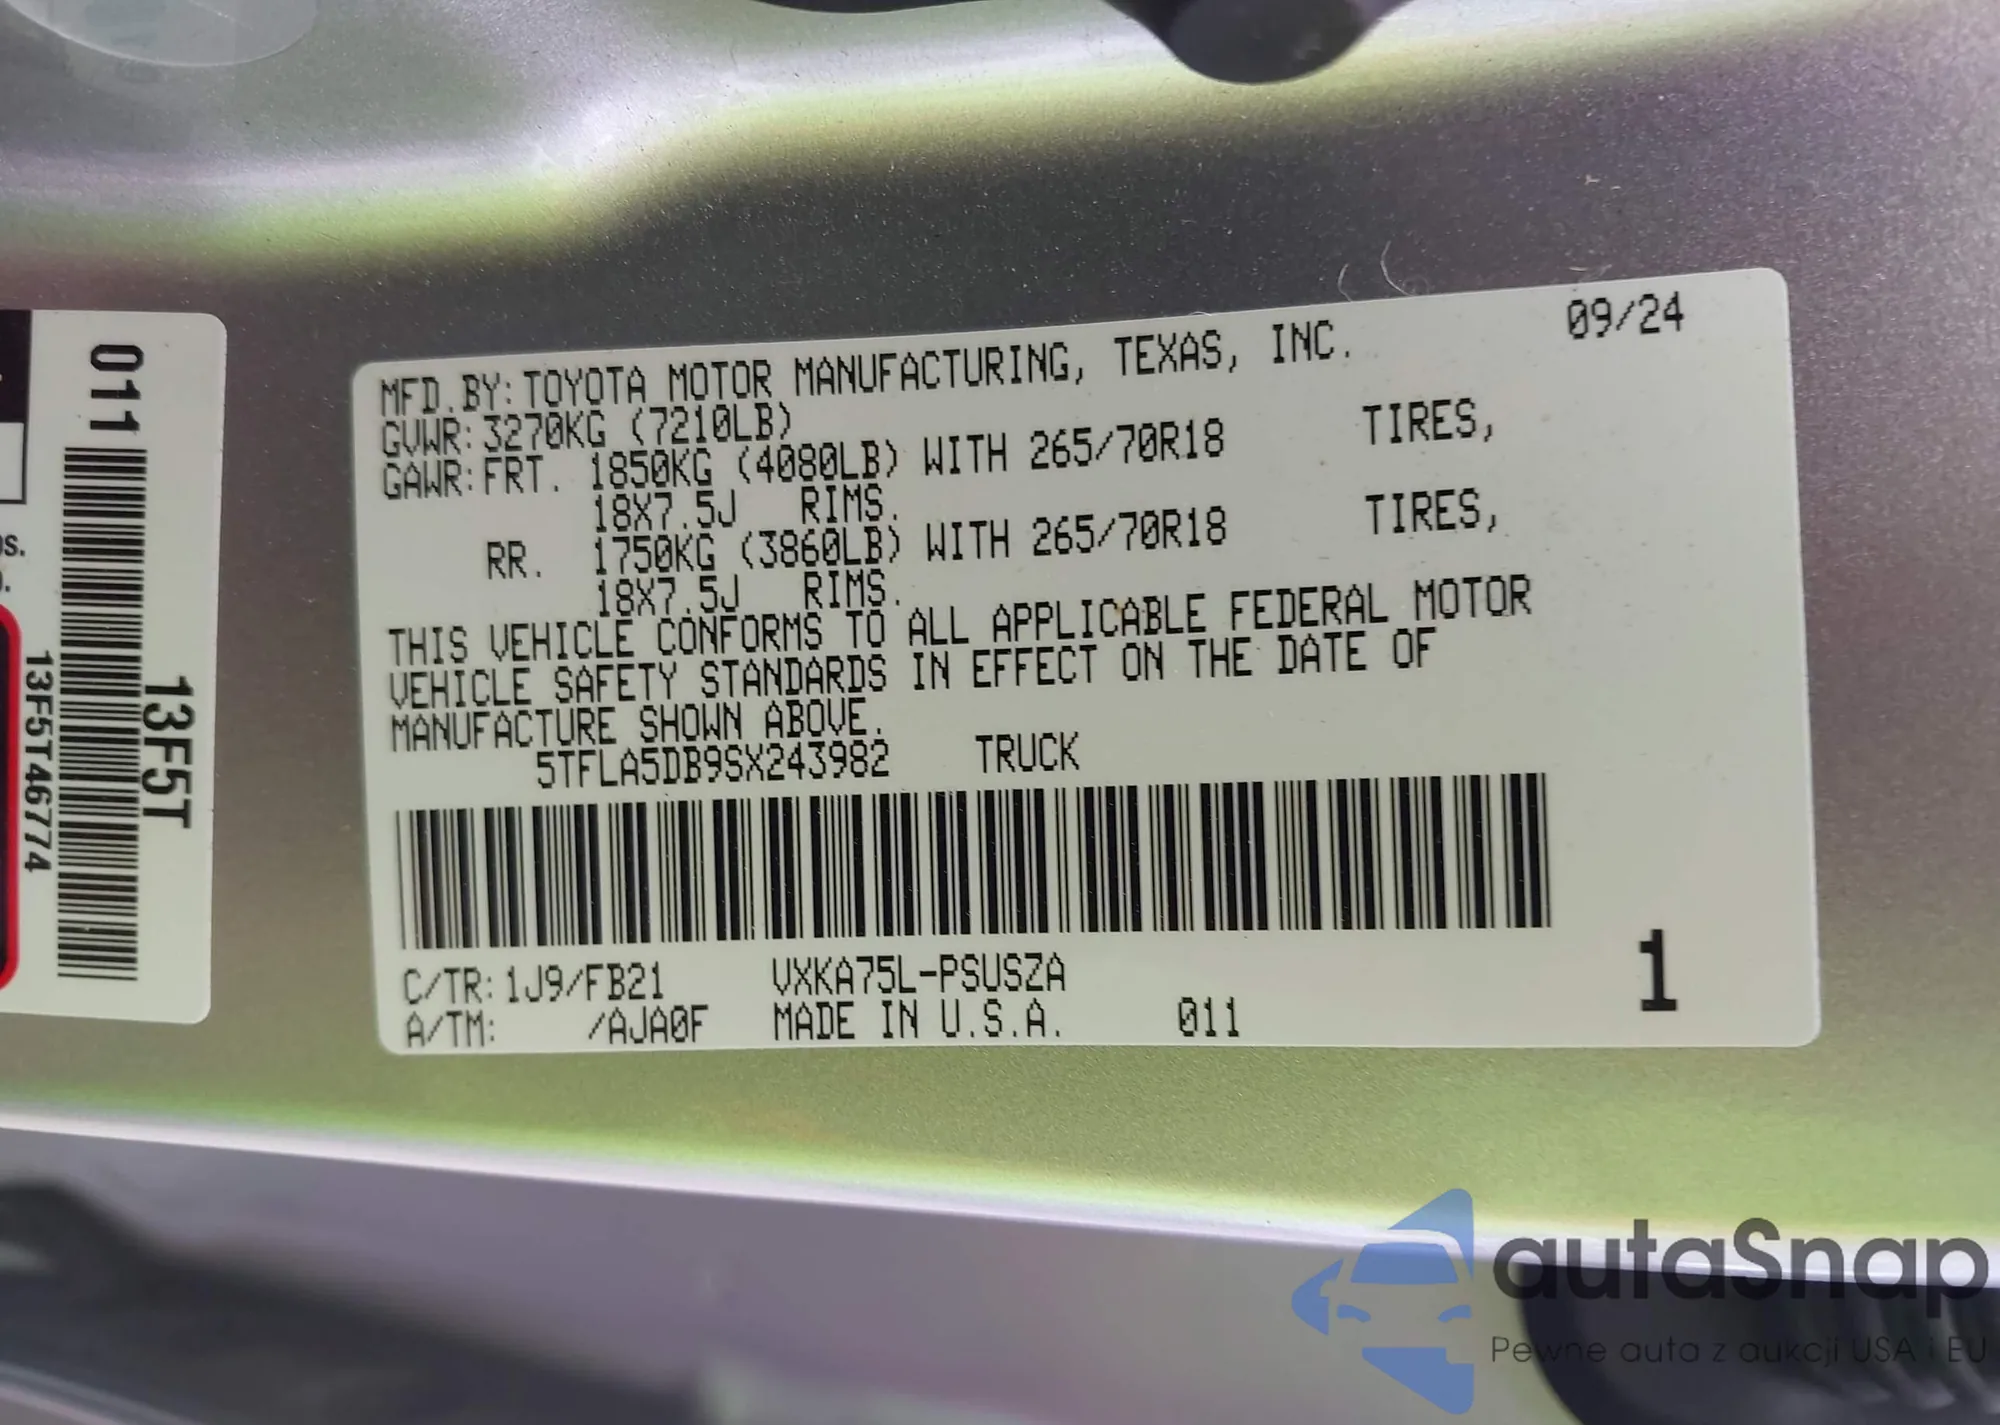 011
13F5T
13F5T46774
MFD.BY: TOYOTA MOTOR MANUFACTURING, TEXAS, INC. 09/24
GVWR: 3270KG (7210LB)
GAWR: FRT. 1850KG (4080LB) WITH 265/70R18 TIRES,
18X7.5J RIMS.
RR. 1750KG (3860LB) WITH 265/70R18 TIRES,
18X7.5J RIMS.
THIS VEHICLE CONFORMS TO ALL APPLICABLE FEDERAL MOTOR
VEHICLE SAFETY STANDARDS IN EFFECT ON THE DATE OF
MANUFACTURE SHOWN ABOVE.
5TFLA5DB9SX243982 TRUCK
C/TR: 1J9/FB21 VXKA75L-PSUSZA
A/TM: /AJA0F MADE IN U.S.A. 011
1
autaSnap
Pewne auta z aukcji USA i EU